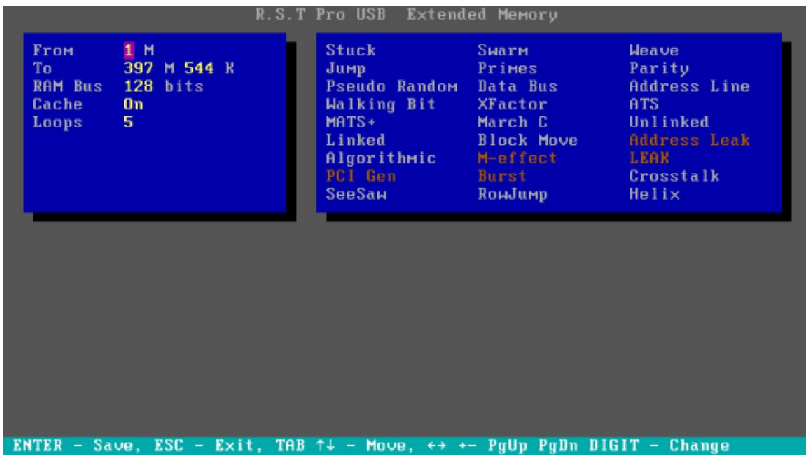 R.S.T Pro USB Extended Memory
From 1 M
To 397 M 544 K
RAM Bus 128 bits
Cache On
Loops 5
Stuck Swarm Weave
Jump Primes Parity
Pseudo Random Data Bus Address Line
Walking Bit XFactor ATS
MATS+ March C Unlinked
Linked Block Move Address Leak
Algorithmic M-effect LEAK
PCI Gen Burst Crosstalk
SeeSaw RowJump Helix
ENTER - Save, ESC - Exit, TAB ↑↓ - Move, ↔ +- PgUp PgDn DIGIT - Change